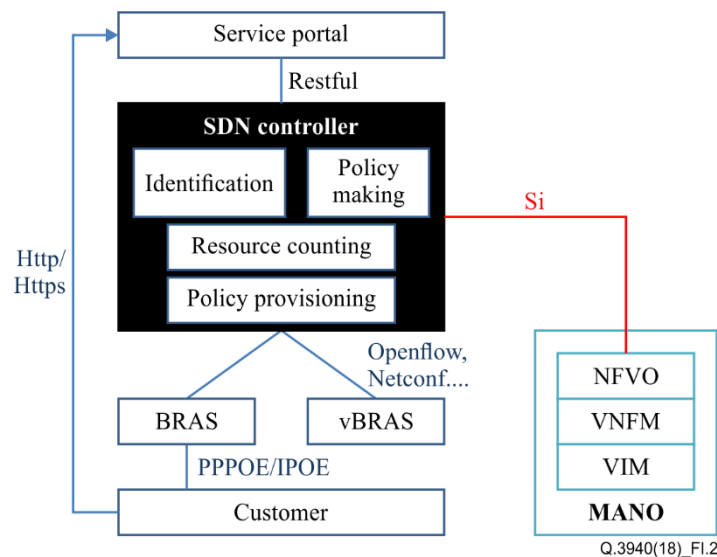 Service portal
Restful
SDN controller
Identification
Policy
making
Resource counting
Policy provisioning
Si
Http/
Https
Openflow,
Netconf....
BRAS
vBRAS
PPPOE/IPOE
Customer
NFVO
VNFM
VIM
MANO
Q.3940(18)_FI.2